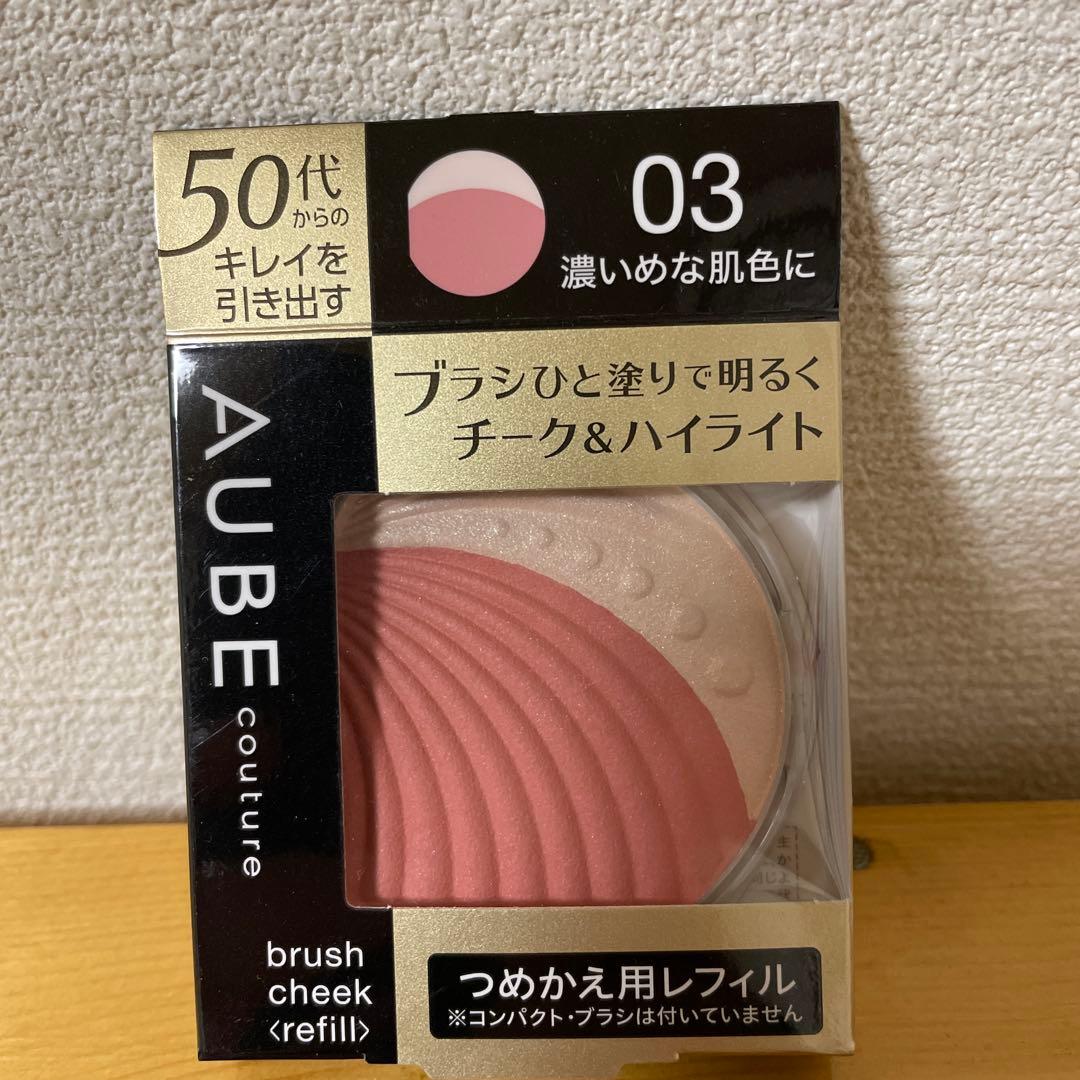 50代
からの
キレイを
引き出す
03
濃いめな肌色に
ブラシひと塗りで明るく
チーク&ハイライト
AUBE
couture
brush
cheek
〈refill〉
つめかえ用レフィル
※コンパクト・ブラシは付いていません